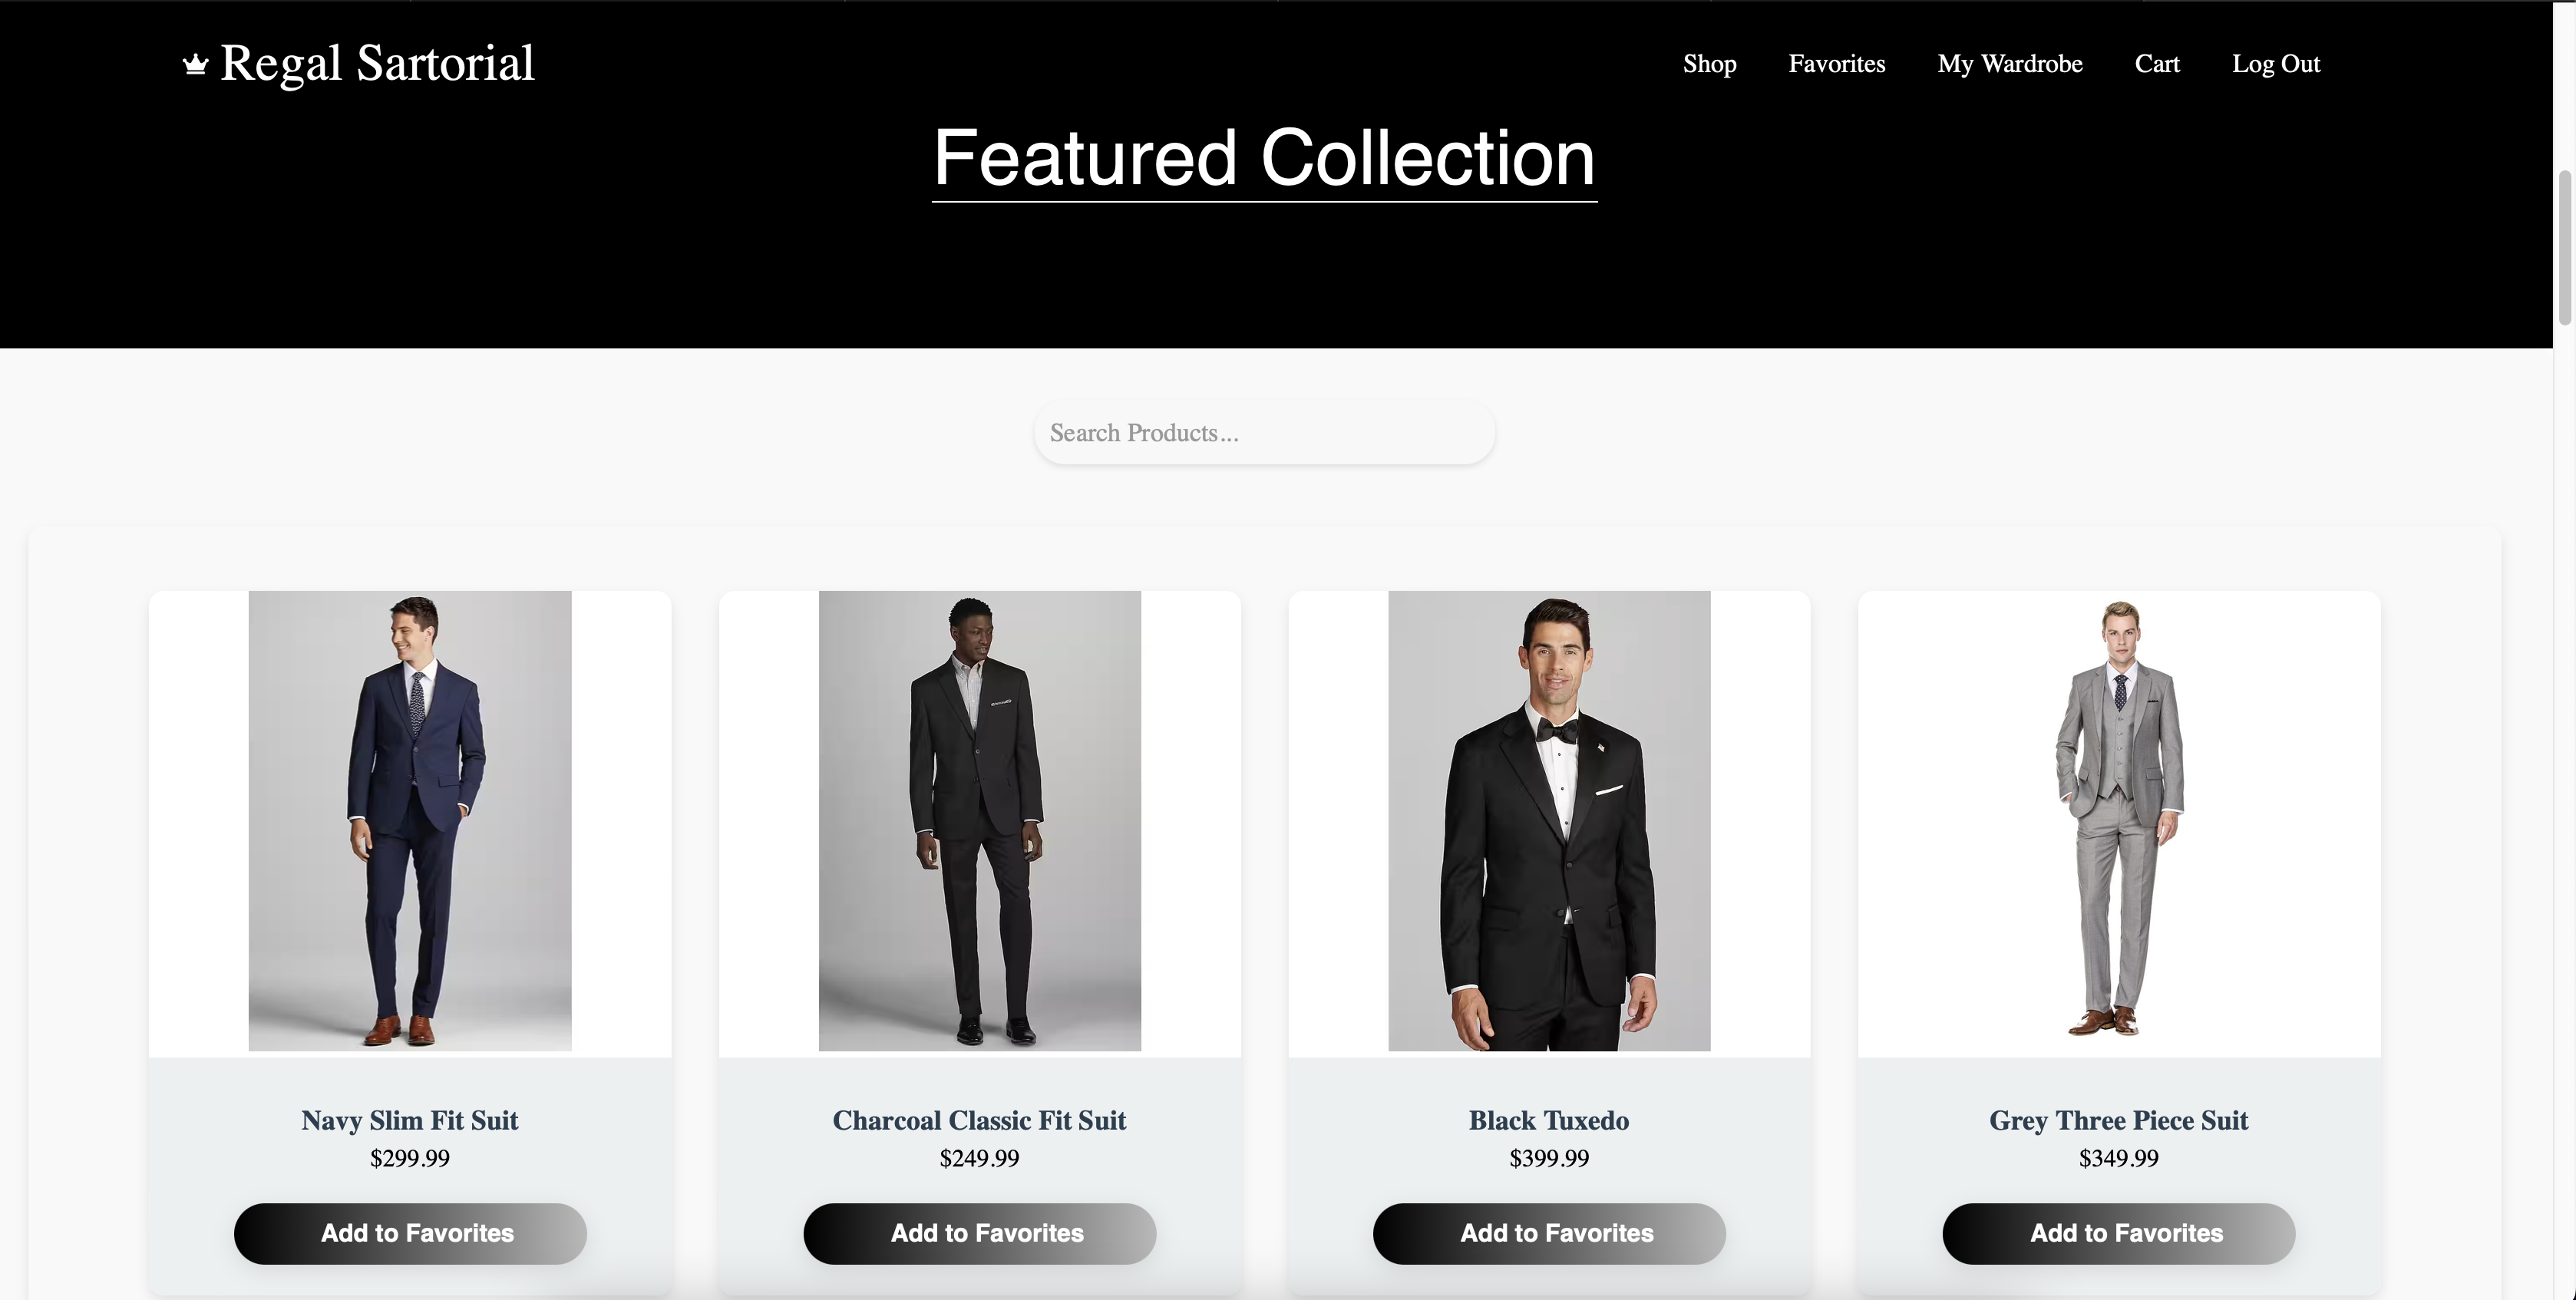 Regal Sartorial
Shop Favorites My Wardrobe Cart Log Out
Featured Collection
Search Products...
Navy Slim Fit Suit
$299.99
Add to Favorites
Charcoal Classic Fit Suit
$249.99
Add to Favorites
Black Tuxedo
$399.99
Add to Favorites
Grey Three Piece Suit
$349.99
Add to Favorites